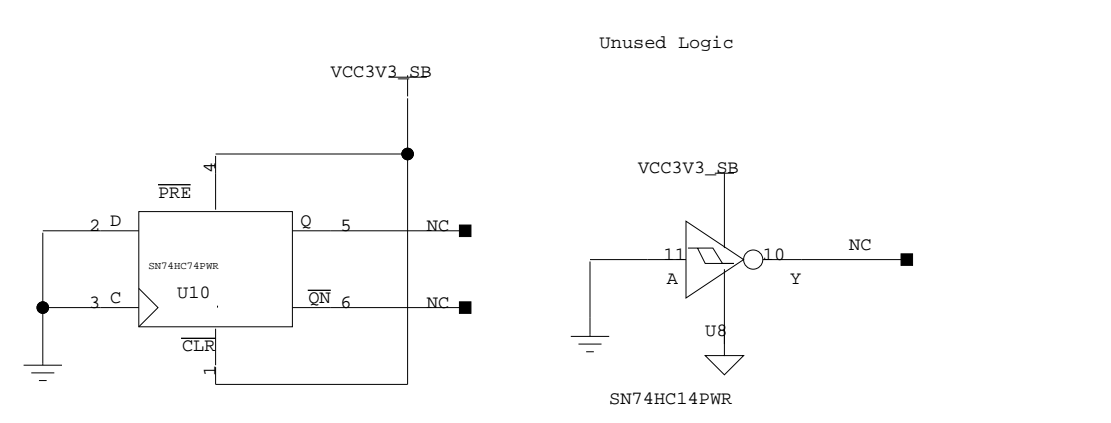 Unused Logic
VCC3V3_SB
4
PRE
2 D
Q 5 NC
SN74HC74PWR
U10
3 C
QN 6 NC
CLR
1
VCC3V3_SB
11
10
NC
A
Y
U8
SN74HC14PWR